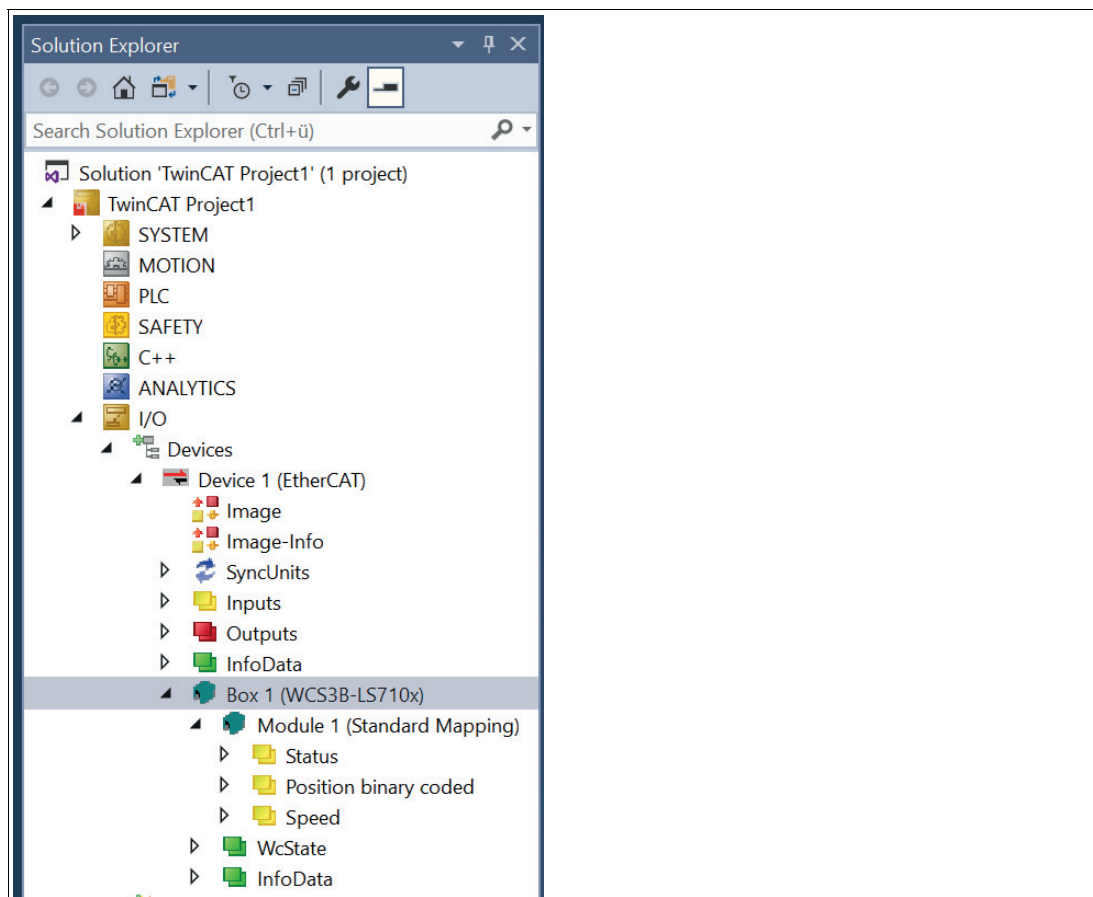 Solution Explorer
Search Solution Explorer (Ctrl+ü)
Solution 'TwinCAT Project1' (1 project)
TwinCAT Project1
SYSTEM
MOTION
PLC
SAFETY
C++
ANALYTICS
I/O
Devices
Device 1 (EtherCAT)
Image
Image-Info
SyncUnits
Inputs
Outputs
InfoData
Box 1 (WCS3B-LS710x)
Module 1 (Standard Mapping)
Status
Position binary coded
Speed
WcState
InfoData